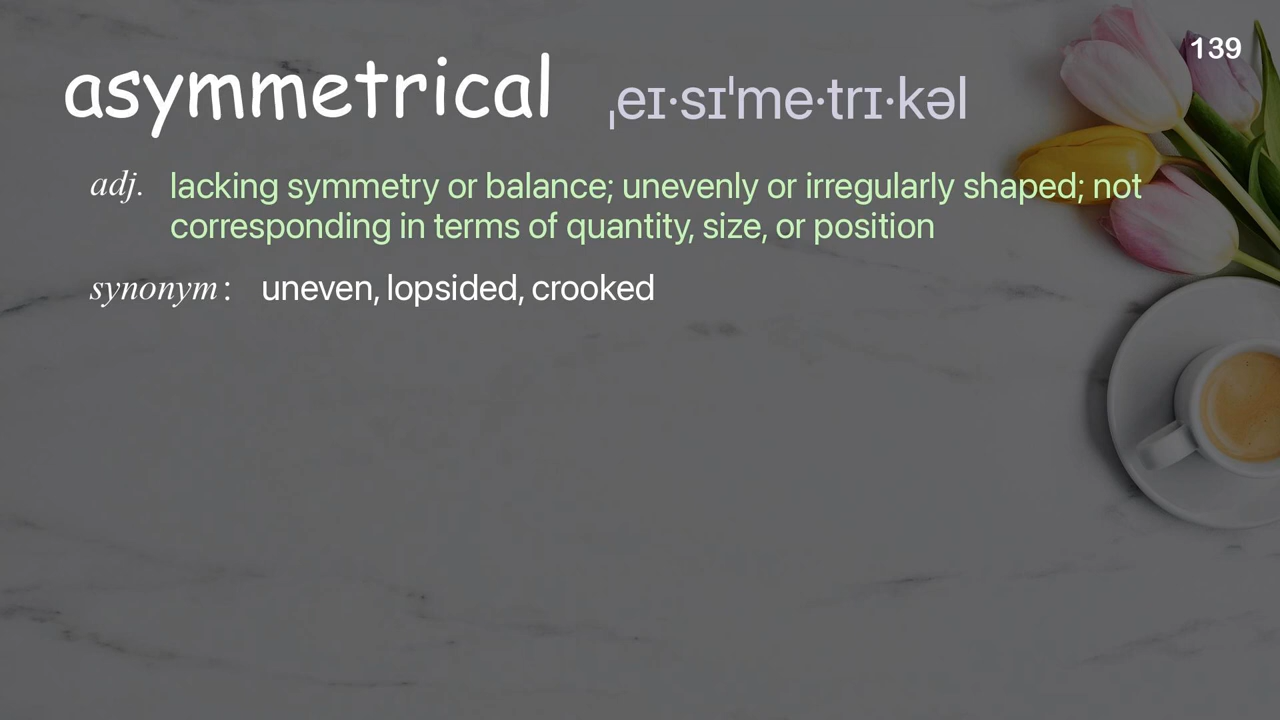 139
asymmetrical ˌeɪ·sɪˈme·trɪ·kəl
adj. lacking symmetry or balance; unevenly or irregularly shaped; not
corresponding in terms of quantity, size, or position
synonym: uneven, lopsided, crooked